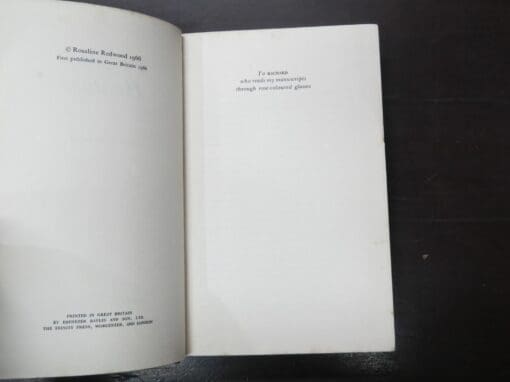 © Rosaline Redwood 1966
First published in Great Britain 1966
PRINTED IN GREAT BRITAIN
BY EBENEZER BAYLIS AND SON, LTD.
THE TRINITY PRESS, WORCESTER, AND LONDON
To RICHARD
who reads my manuscripts
through rose-coloured glasses